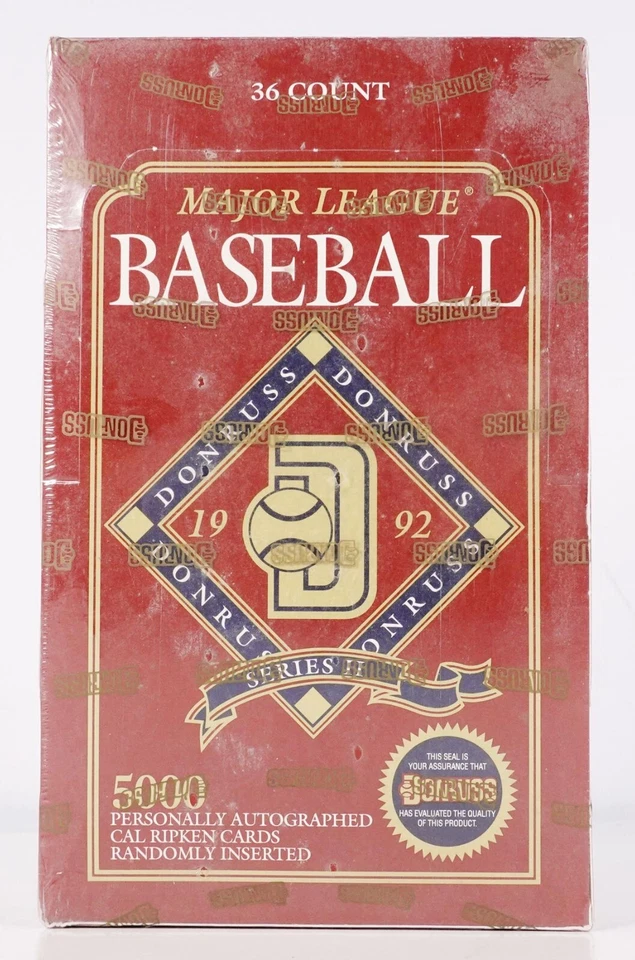 36 COUNT
MAJOR LEAGUE®
BASEBALL
DONRUSS
DONRUSS
19 92
DONRUSS
DONRUSS
SERIES II
5000
PERSONALLY AUTOGRAPHED
CAL RIPKEN CARDS
RANDOMLY INSERTED
THIS SEAL IS
YOUR ASSURANCE THAT
DONRUSS
HAS EVALUATED THE QUALITY
OF THIS PRODUCT.